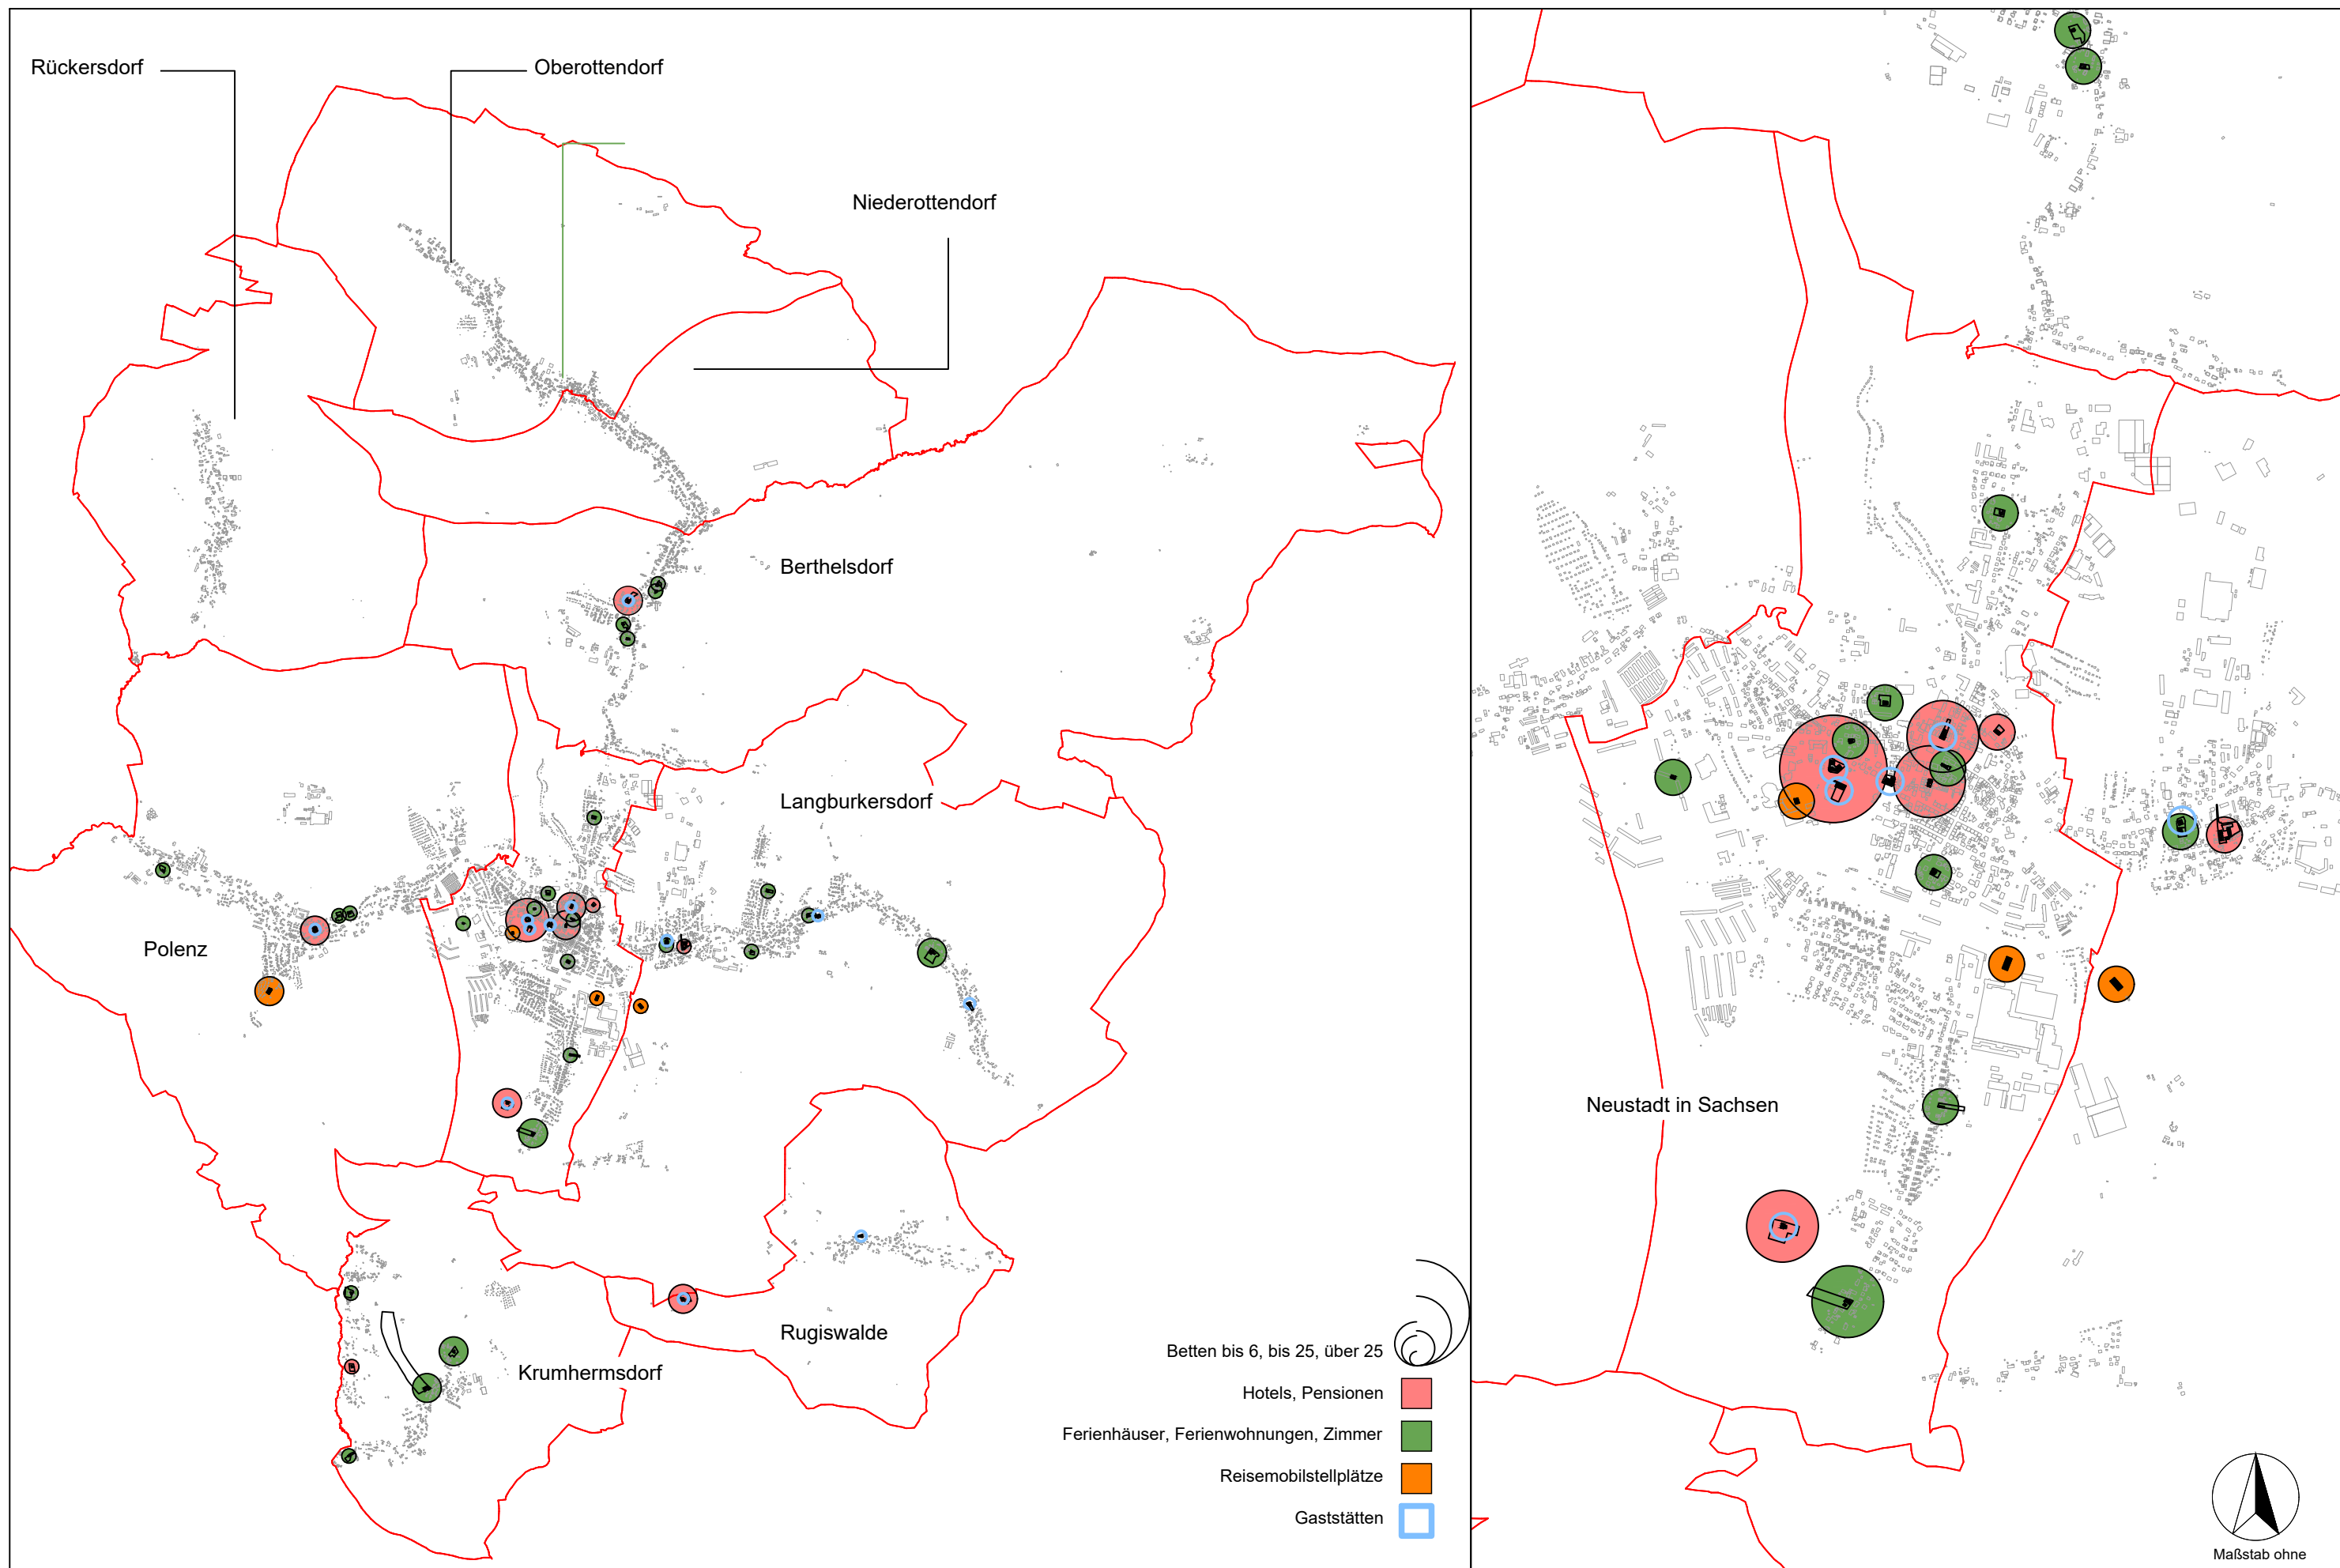 Rückersdorf
Oberottendorf
Niederottendorf
Berthelsdorf
Langburkersdorf
Polenz
Neustadt in Sachsen
Rugiswalde
Krumhermsdorf
Betten bis 6, bis 25, über 25
Hotels, Pensionen
Ferienhäuser, Ferienwohnungen, Zimmer
Reisemobilstellplätze
Gaststätten
Maßstab ohne